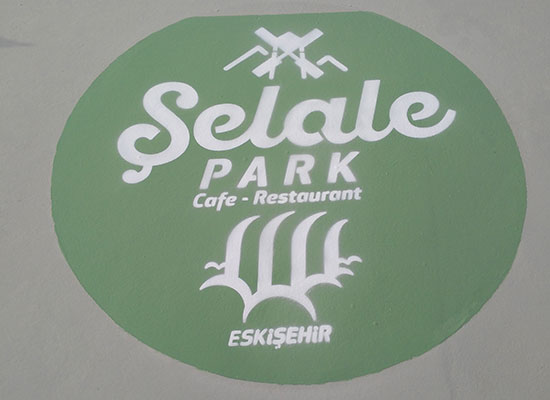 Şelale
PARK
Cafe - Restaurant
ESKİŞEHİR